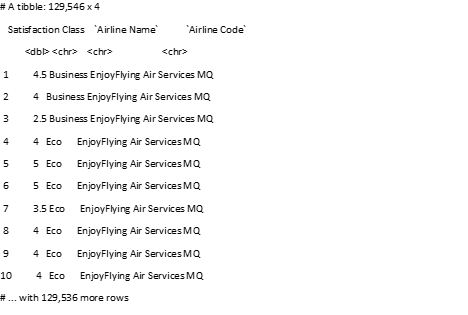 # A tibble: 129,546 x 4
Satisfaction Class `Airline Name` `Airline Code`
<dbl> <chr> <chr> <chr>
1 4.5 Business EnjoyFlying Air Services MQ
2 4 Business EnjoyFlying Air Services MQ
3 2.5 Business EnjoyFlying Air Services MQ
4 4 Eco EnjoyFlying Air Services MQ
5 5 Eco EnjoyFlying Air Services MQ
6 5 Eco EnjoyFlying Air Services MQ
7 3.5 Eco EnjoyFlying Air Services MQ
8 4 Eco EnjoyFlying Air Services MQ
9 4 Eco EnjoyFlying Air Services MQ
10 4 Eco EnjoyFlying Air Services MQ
# ... with 129,536 more rows